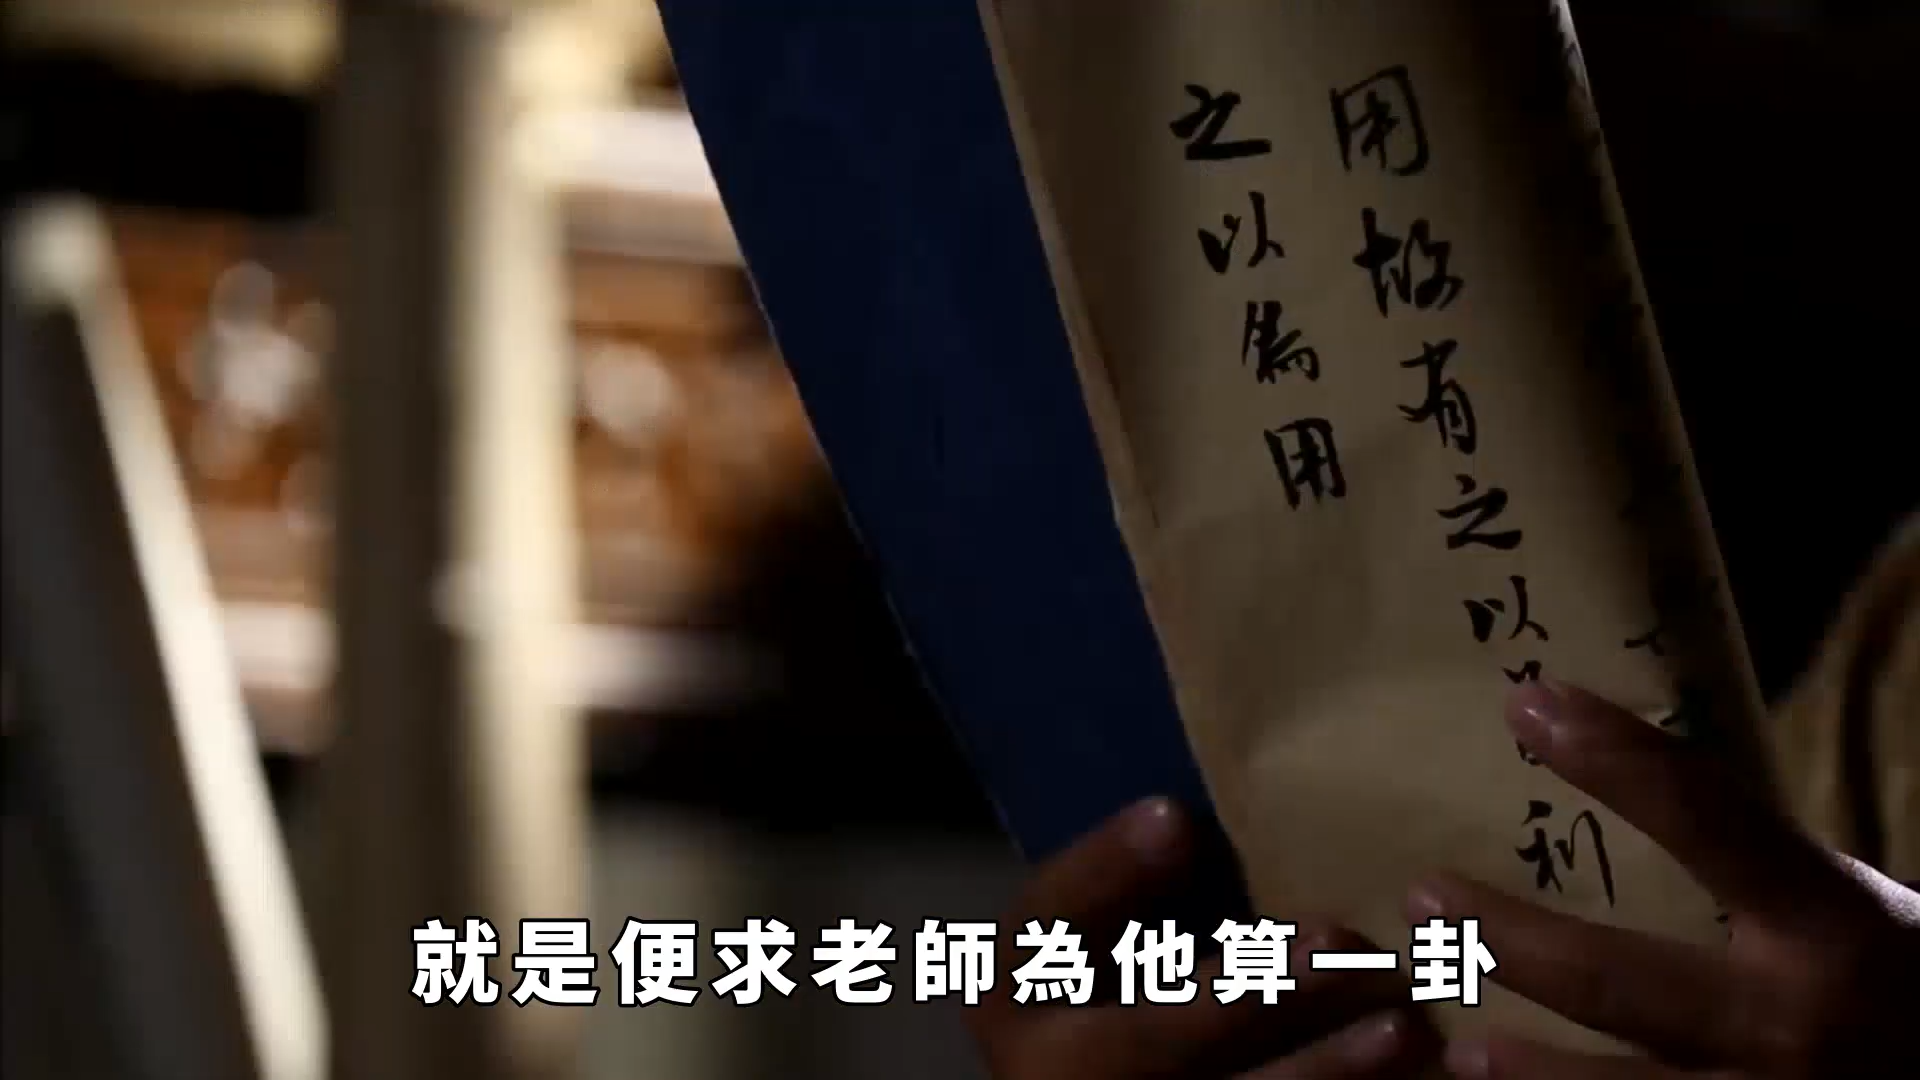 用故有之以利
之以為用
就是便求老師為他算一卦